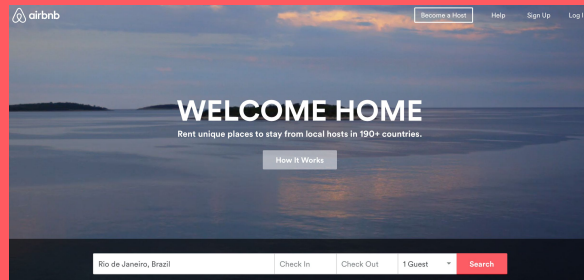 airbnb
Become a Host Help Sign Up
WELCOME HOME
Rent unique places to stay from local hosts in 190+ countries.
How It Works
Rio de Janeiro, Brazil Check In Check Out 1 Guest Search